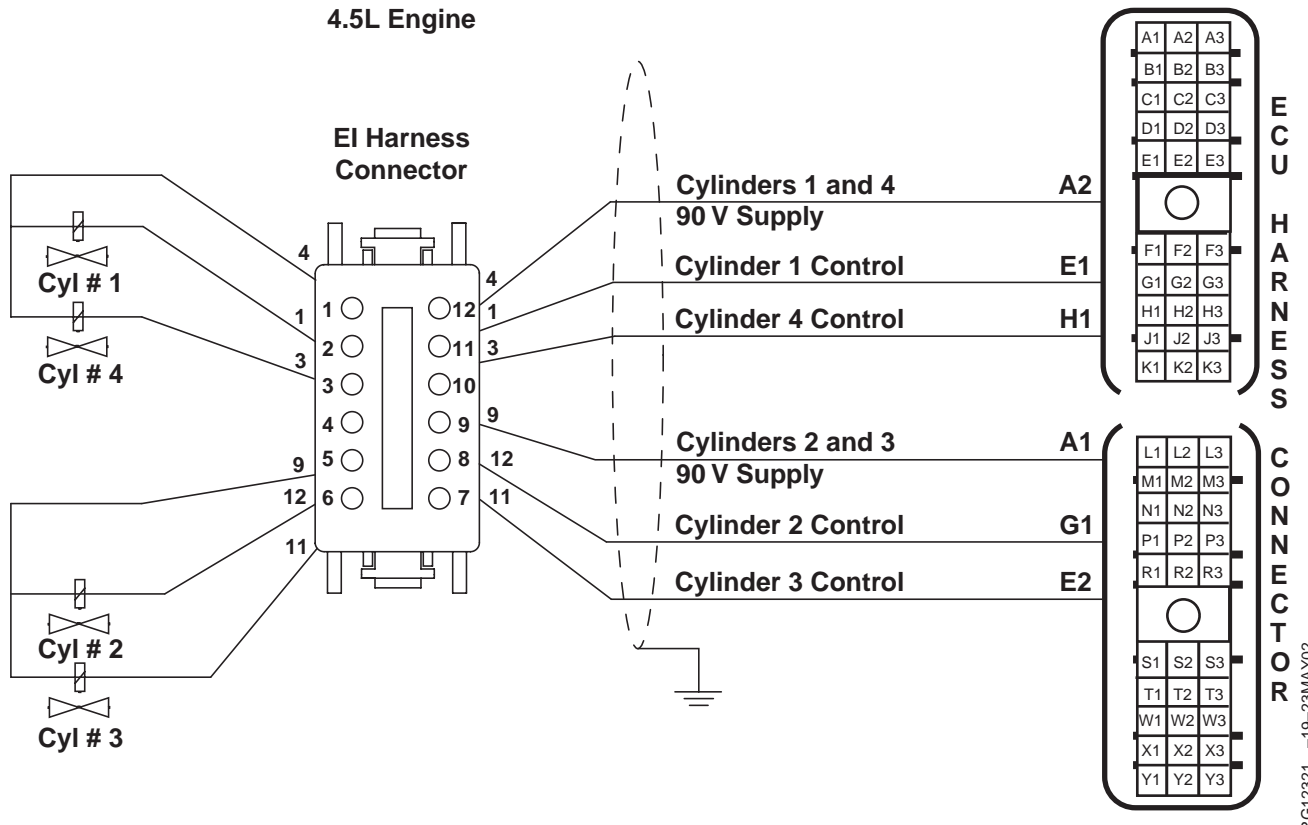 4.5L Engine
EI Harness
Connector
Cyl # 1
Cyl # 4
Cyl # 2
Cyl # 3
4
1
3
9
12
11
1
2
3
4
5
6
12
11
10
9
8
7
4
1
3
9
12
11
Cylinders 1 and 4 A2
90 V Supply
Cylinder 1 Control E1
Cylinder 4 Control H1
Cylinders 2 and 3 A1
90 V Supply
Cylinder 2 Control G1
Cylinder 3 Control E2
A1 A2 A3
B1 B2 B3
C1 C2 C3
D1 D2 D3
E1 E2 E3
F1 F2 F3
G1 G2 G3
H1 H2 H3
J1 J2 J3
K1 K2 K3
L1 L2 L3
M1 M2 M3
N1 N2 N3
P1 P2 P3
R1 R2 R3
S1 S2 S3
T1 T2 T3
W1 W2 W3
X1 X2 X3
Y1 Y2 Y3
ECU HARNESS CONNECTOR